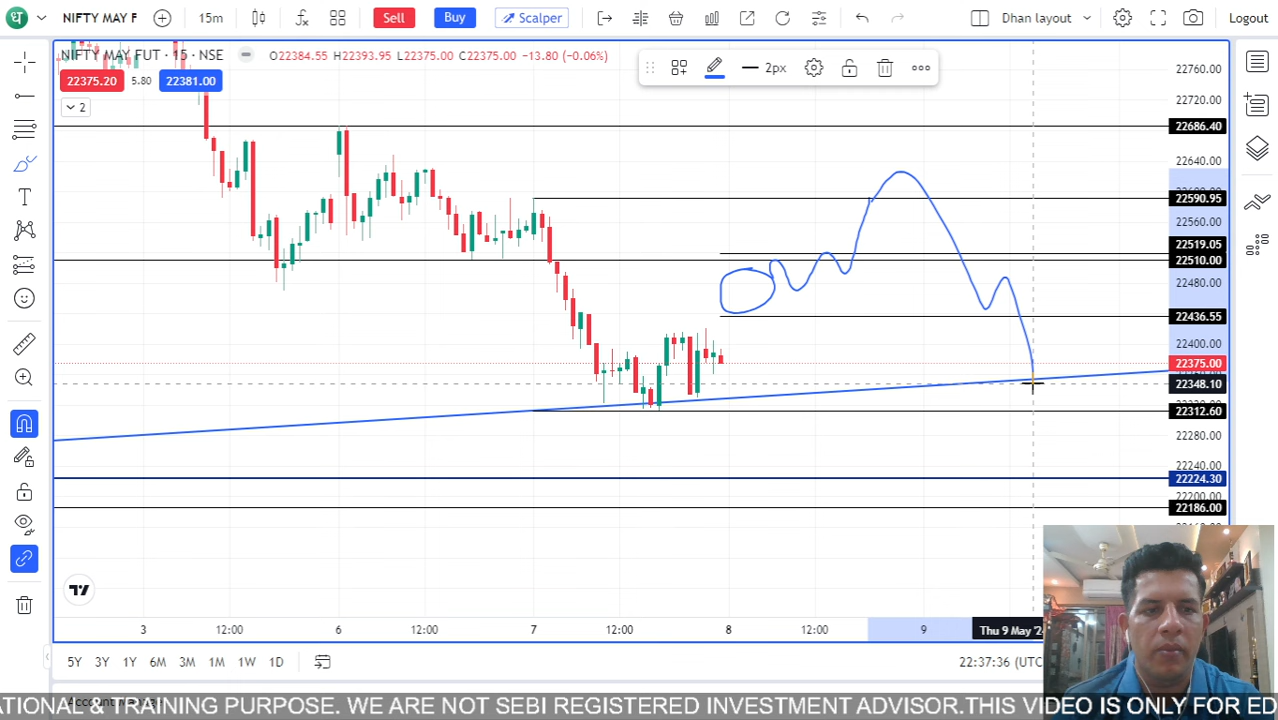 थ NIFTY MAY F 15m Sell Buy Scalper Dhan layout Logout
NIFTY MAY FUT · 15 · NSE O22384.55 H22393.95 L22375.00 C22375.00 -13.80 (-0.06%)
2px
22375.20 5.80 22381.00
2
22760.00
22720.00
22686.40
22640.00
22590.95
22560.00
22519.05
22510.00
22480.00
22436.55
22400.00
22375.00
22348.10
22312.60
22280.00
22240.00
22224.30
22200.00
22186.00
3 12:00 6 12:00 7 12:00 8 12:00 9 Thu 9 May '2
5Y 3Y 1Y 6M 3M 1M 1W 1D 22:37:36 (UTC
ATIONAL & TRAINING PURPOSE. WE ARE NOT SEBI REGISTERED INVESTMENT ADVISOR.THIS VIDEO IS ONLY FOR ED